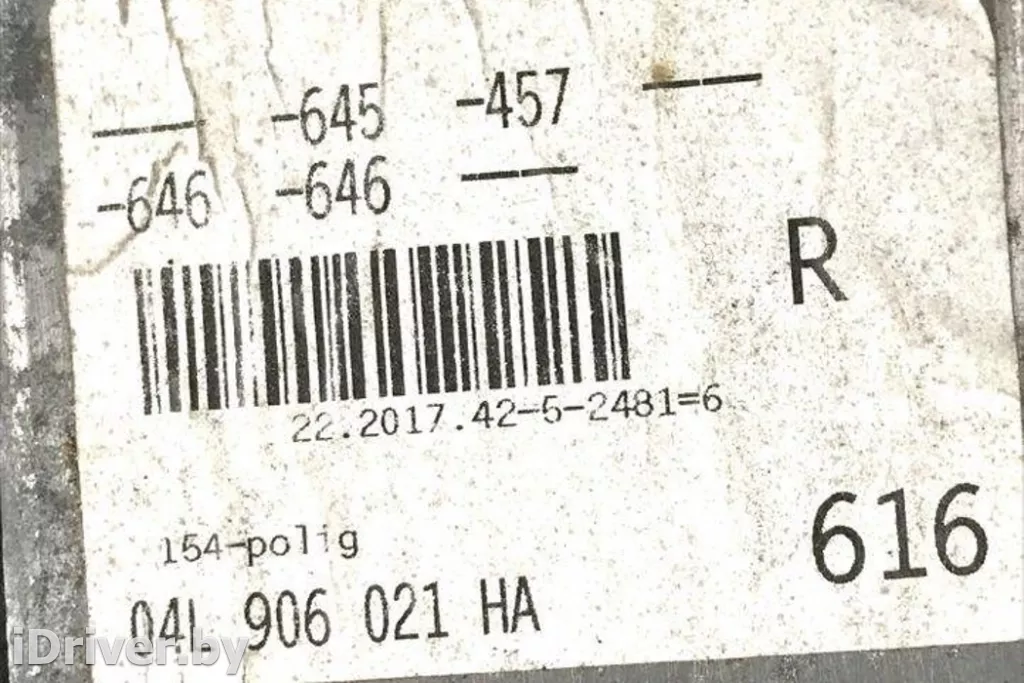 —— -645 -457 ——
-646 -646 ——
R
22.2017.42-5-2481=6
154-polig
616
04L 906 021 HA
iDriver.by